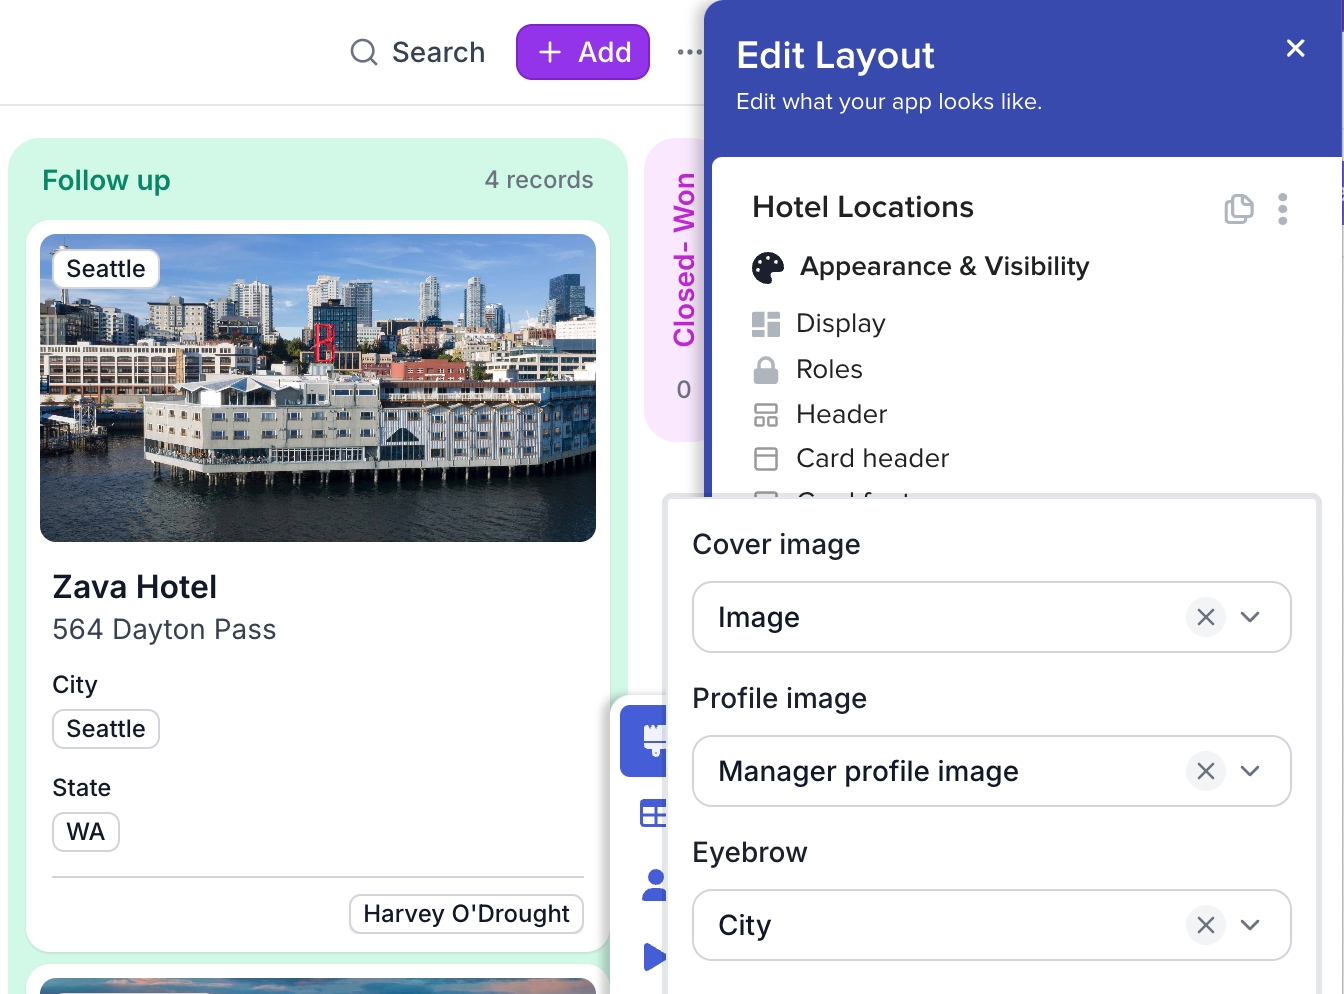 Search
+ Add
Edit Layout
Edit what your app looks like.
Follow up
4 records
Closed- Won
0
Seattle
B
Zava Hotel
564 Dayton Pass
City
Seattle
State
WA
Harvey O'Drought
Hotel Locations
Appearance & Visibility
Display
Roles
Header
Card header
Cover image
Image
Profile image
Manager profile image
Eyebrow
City